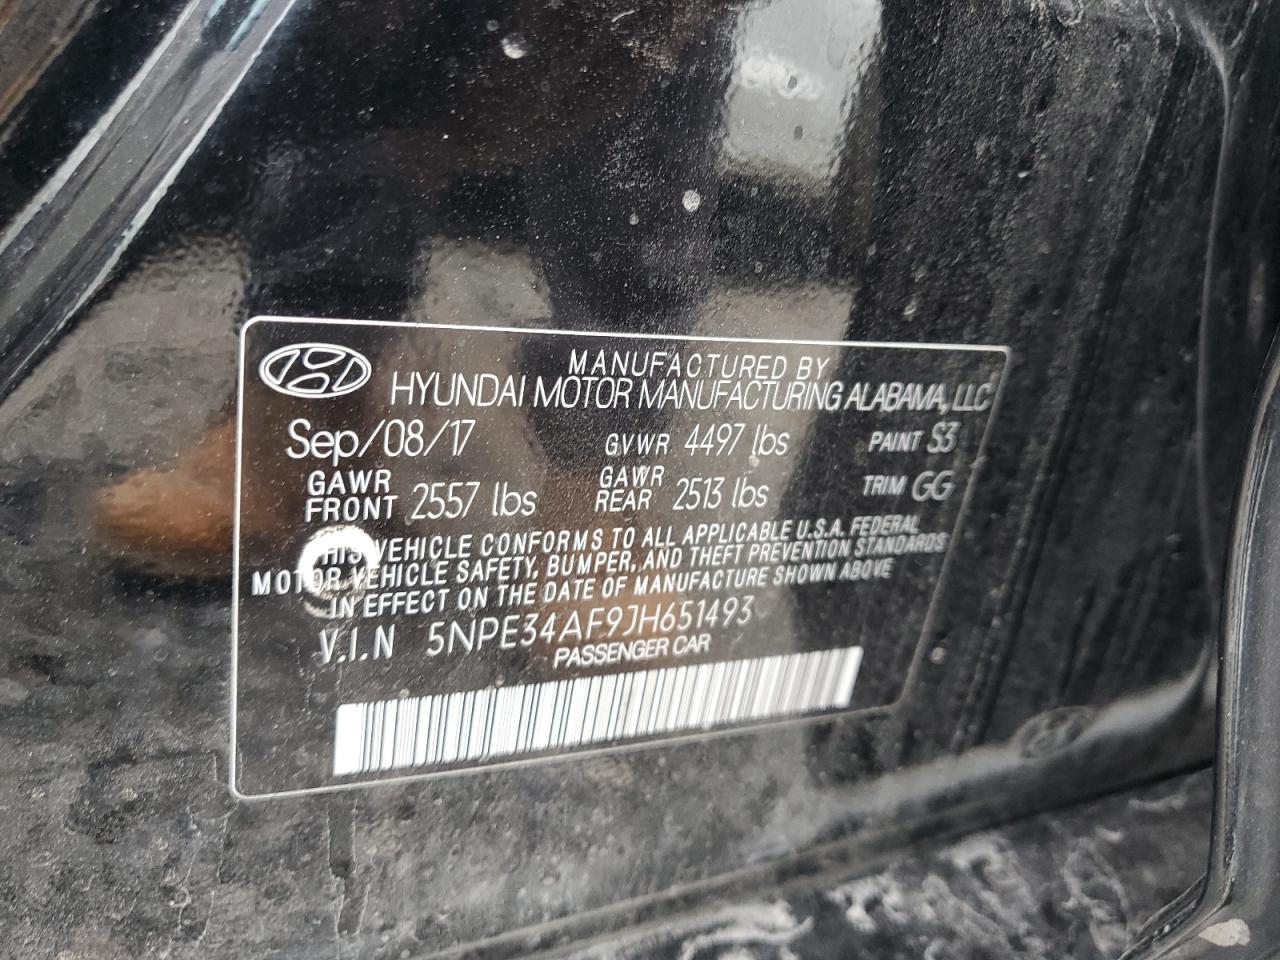 MANUFACTURED BY
HYUNDAI MOTOR MANUFACTURING ALABAMA, LLC
Sep/08/17 GVWR 4497 lbs PAINT S3
GAWR FRONT 2557 lbs GAWR REAR 2513 lbs TRIM GG
THIS VEHICLE CONFORMS TO ALL APPLICABLE U.S.A. FEDERAL
MOTOR VEHICLE SAFETY, BUMPER, AND THEFT PREVENTION STANDARDS
IN EFFECT ON THE DATE OF MANUFACTURE SHOWN ABOVE
V.I.N 5NPE34AF9JH651493
PASSENGER CAR